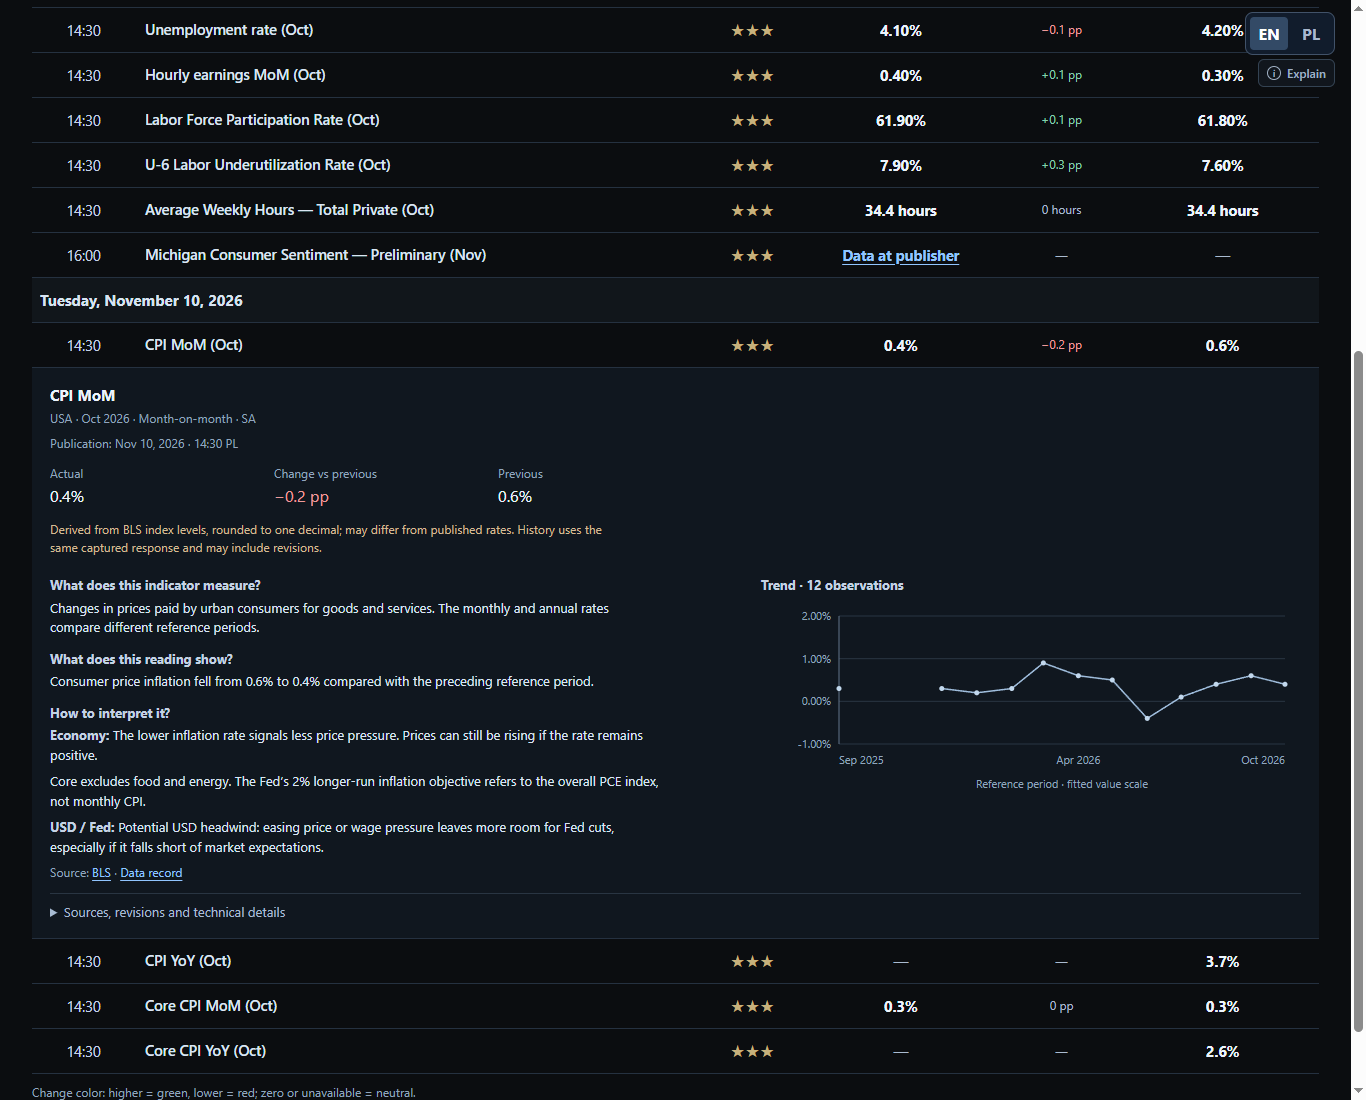 14:30 Unemployment rate (Oct) ★★★ 4.10% −0.1 pp 4.20%
EN PL
14:30 Hourly earnings MoM (Oct) ★★★ 0.40% +0.1 pp 0.30%
Explain
14:30 Labor Force Participation Rate (Oct) ★★★ 61.90% +0.1 pp 61.80%
14:30 U-6 Labor Underutilization Rate (Oct) ★★★ 7.90% +0.3 pp 7.60%
14:30 Average Weekly Hours — Total Private (Oct) ★★★ 34.4 hours 0 hours 34.4 hours
16:00 Michigan Consumer Sentiment — Preliminary (Nov) ★★★ Data at publisher — —
Tuesday, November 10, 2026
14:30 CPI MoM (Oct) ★★★ 0.4% −0.2 pp 0.6%
CPI MoM
USA · Oct 2026 · Month-on-month · SA
Publication: Nov 10, 2026 · 14:30 PL
Actual Change vs previous Previous
0.4% −0.2 pp 0.6%
Derived from BLS index levels, rounded to one decimal; may differ from published rates. History uses the
same captured response and may include revisions.
What does this indicator measure?
Changes in prices paid by urban consumers for goods and services. The monthly and annual rates
compare different reference periods.
What does this reading show?
Consumer price inflation fell from 0.6% to 0.4% compared with the preceding reference period.
How to interpret it?
Economy: The lower inflation rate signals less price pressure. Prices can still be rising if the rate remains
positive.
Core excludes food and energy. The Fed's 2% longer-run inflation objective refers to the overall PCE index,
not monthly CPI.
USD / Fed: Potential USD headwind: easing price or wage pressure leaves more room for Fed cuts,
especially if it falls short of market expectations.
Source: BLS · Data record
Trend · 12 observations
2.00%
1.00%
0.00%
-1.00%
Sep 2025 Apr 2026 Oct 2026
Reference period · fitted value scale
▶ Sources, revisions and technical details
14:30 CPI YoY (Oct) ★★★ — — 3.7%
14:30 Core CPI MoM (Oct) ★★★ 0.3% 0 pp 0.3%
14:30 Core CPI YoY (Oct) ★★★ — — 2.6%
Change color: higher = green, lower = red; zero or unavailable = neutral.